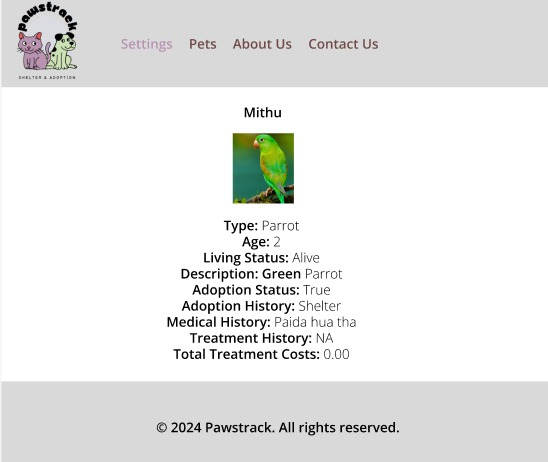 pawstrack
SHELTER & ADOPTION
Settings Pets About Us Contact Us
Mithu
Type: Parrot
Age: 2
Living Status: Alive
Description: Green Parrot
Adoption Status: True
Adoption History: Shelter
Medical History: Paida hua tha
Treatment History: NA
Total Treatment Costs: 0.00
© 2024 Pawstrack. All rights reserved.